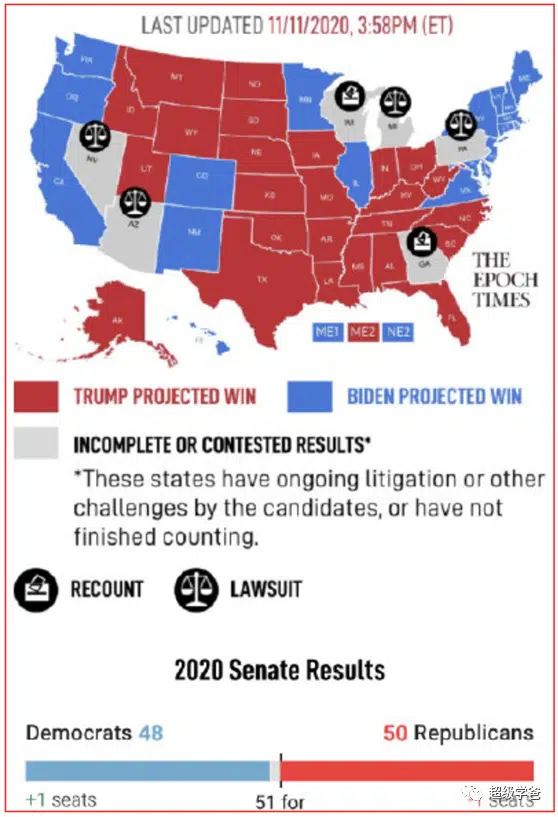 LAST UPDATED 11/11/2020, 3:58PM (ET)
WA
OR
CA
NV
ID
MT
WY
UT
AZ
CO
NM
ND
SD
NE
KS
OK
TX
MN
IA
MO
AR
LA
WI
IL
MI
IN
OH
KY
TN
MS
AL
GA
FL
SC
NC
VA
WV
PA
NY
ME
AK
HI
THE
EPOCH
TIMES
ME1 ME2 NE2
TRUMP PROJECTED WIN
BIDEN PROJECTED WIN
INCOMPLETE OR CONTESTED RESULTS*
*These states have ongoing litigation or other
challenges by the candidates, or have not
finished counting.
RECOUNT
LAWSUIT
2020 Senate Results
Democrats 48
50 Republicans
+1 seats
51 for
seats
超级学爸